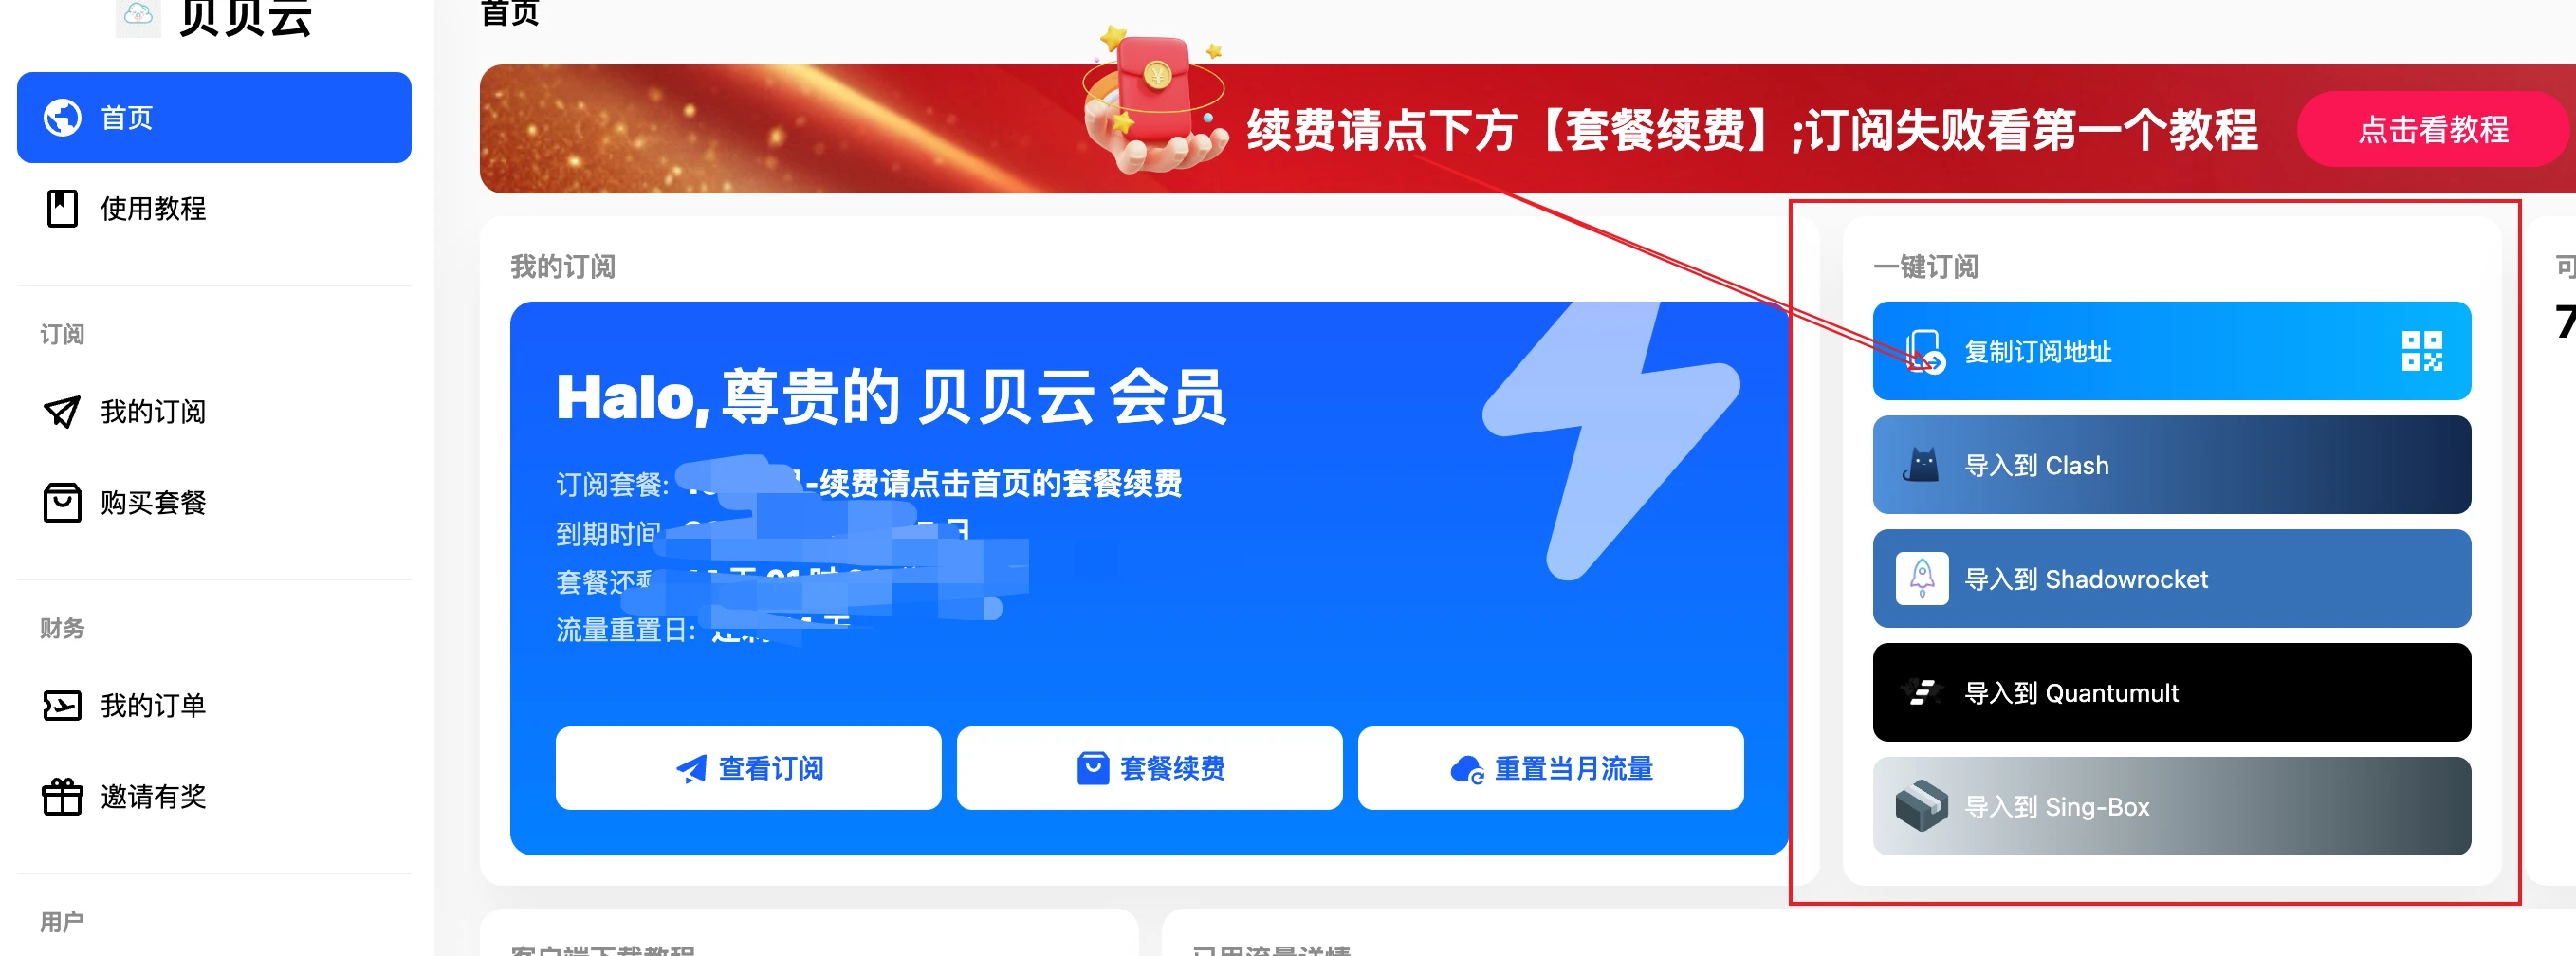 贝贝云
首页
使用教程
订阅
我的订阅
购买套餐
财务
我的订单
邀请有奖
用户
首页
续费请点下方【套餐续费】;订阅失败看第一个教程
点击看教程
我的订阅
Halo, 尊贵的 贝贝云 会员
订阅套餐: -续费请点击首页的套餐续费
到期时间
套餐还剩
流量重置日:
查看订阅
套餐续费
重置当月流量
一键订阅
复制订阅地址
导入到 Clash
导入到 Shadowrocket
导入到 Quantumult
导入到 Sing-Box
7
客户端下载教程
已用流量详情